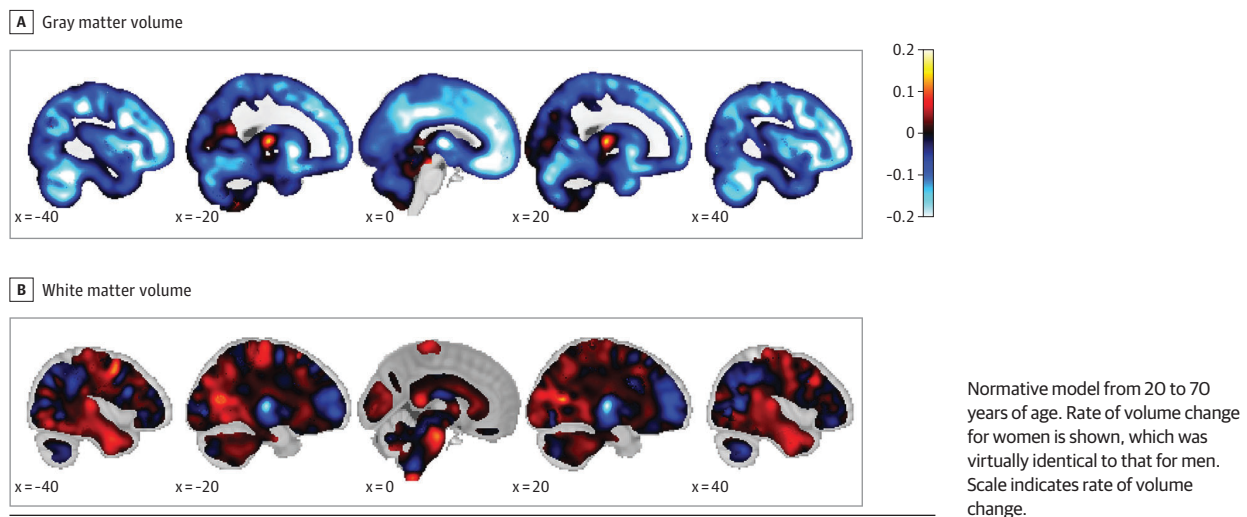 A Gray matter volume
0.2
0.1
0
-0.1
-0.2
x=-40 x=-20 x=0 x=20 x=40
B White matter volume
x=-40 x=-20 x=0 x=20 x=40
Normative model from 20 to 70
years of age. Rate of volume change
for women is shown, which was
virtually identical to that for men.
Scale indicates rate of volume
change.